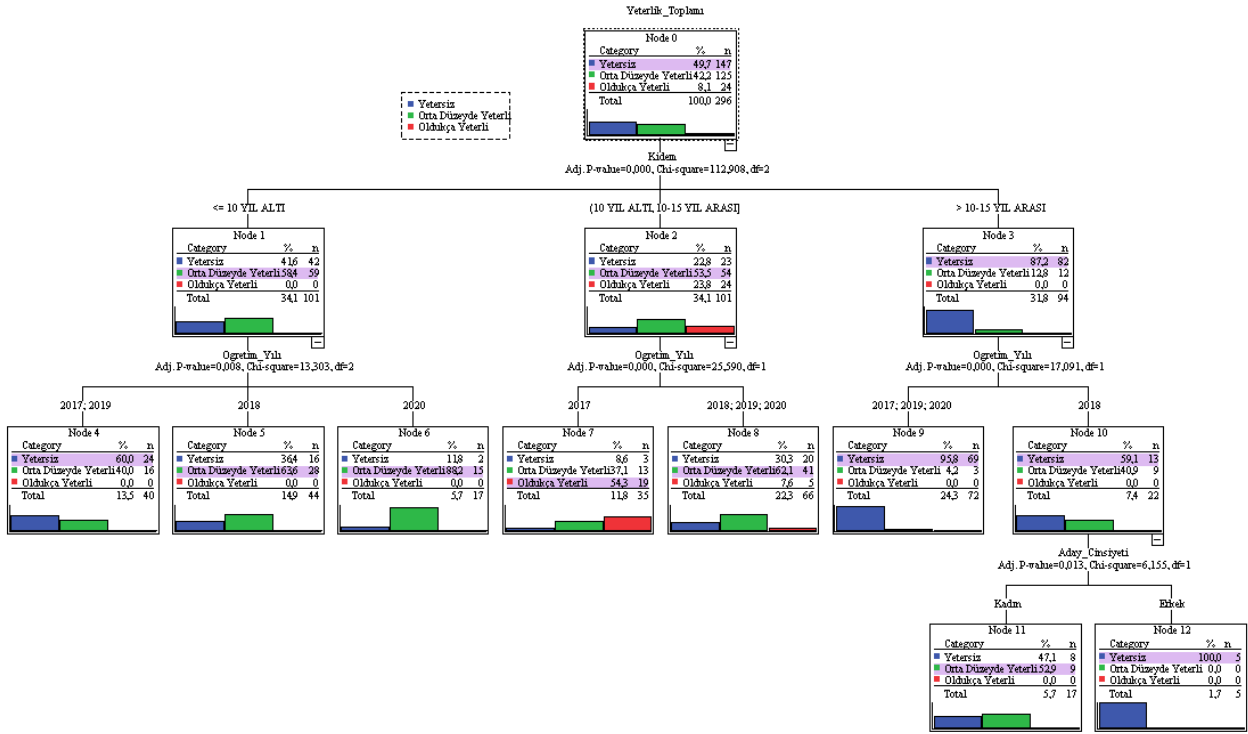 Yeterlik_Toplamı
Node 0
Category % n
Yetersiz 49,7 147
Orta Düzeyde Yeterli 42,2 125
Oldukça Yeterli 8,1 24
Total 100,0 296
Yetersiz
Orta Düzeyde Yeterli
Oldukça Yeterli
Kidem
Adj. P-value=0,000, Chi-square=112,908, df=2
<= 10 YIL ALTI
(10 YIL ALTI, 10-15 YIL ARASI]
> 10-15 YIL ARASI
Node 1
Category % n
Yetersiz 41,6 42
Orta Düzeyde Yeterli 58,4 59
Oldukça Yeterli 0,0 0
Total 34,1 101
Node 2
Category % n
Yetersiz 22,8 23
Orta Düzeyde Yeterli 53,5 54
Oldukça Yeterli 23,8 24
Total 34,1 101
Node 3
Category % n
Yetersiz 87,2 82
Orta Düzeyde Yeterli 12,8 12
Oldukça Yeterli 0,0 0
Total 31,8 94
Ogretim_Yılı
Adj. P-value=0,008, Chi-square=13,303, df=2
Ogretim_Yılı
Adj. P-value=0,000, Chi-square=25,590, df=1
Ogretim_Yılı
Adj. P-value=0,000, Chi-square=17,091, df=1
2017; 2019
2018
2020
2017
2018; 2019; 2020
2017; 2019; 2020
2018
Node 4
Category % n
Yetersiz 60,0 24
Orta Düzeyde Yeterli 40,0 16
Oldukça Yeterli 0,0 0
Total 13,5 40
Node 5
Category % n
Yetersiz 36,4 16
Orta Düzeyde Yeterli 63,6 28
Oldukça Yeterli 0,0 0
Total 14,9 44
Node 6
Category % n
Yetersiz 11,8 2
Orta Düzeyde Yeterli 88,2 15
Oldukça Yeterli 0,0 0
Total 5,7 17
Node 7
Category % n
Yetersiz 8,6 3
Orta Düzeyde Yeterli 37,1 13
Oldukça Yeterli 54,3 19
Total 11,8 35
Node 8
Category % n
Yetersiz 30,3 20
Orta Düzeyde Yeterli 62,1 41
Oldukça Yeterli 7,6 5
Total 22,3 66
Node 9
Category % n
Yetersiz 95,8 69
Orta Düzeyde Yeterli 4,2 3
Oldukça Yeterli 0,0 0
Total 24,3 72
Node 10
Category % n
Yetersiz 59,1 13
Orta Düzeyde Yeterli 40,9 9
Oldukça Yeterli 0,0 0
Total 7,4 22
Aday_Cinsiyeti
Adj. P-value=0,013, Chi-square=6,155, df=1
Kadın
Erkek
Node 11
Category % n
Yetersiz 47,1 8
Orta Düzeyde Yeterli 52,9 9
Oldukça Yeterli 0,0 0
Total 5,7 17
Node 12
Category % n
Yetersiz 100,0 5
Orta Düzeyde Yeterli 0,0 0
Oldukça Yeterli 0,0 0
Total 1,7 5